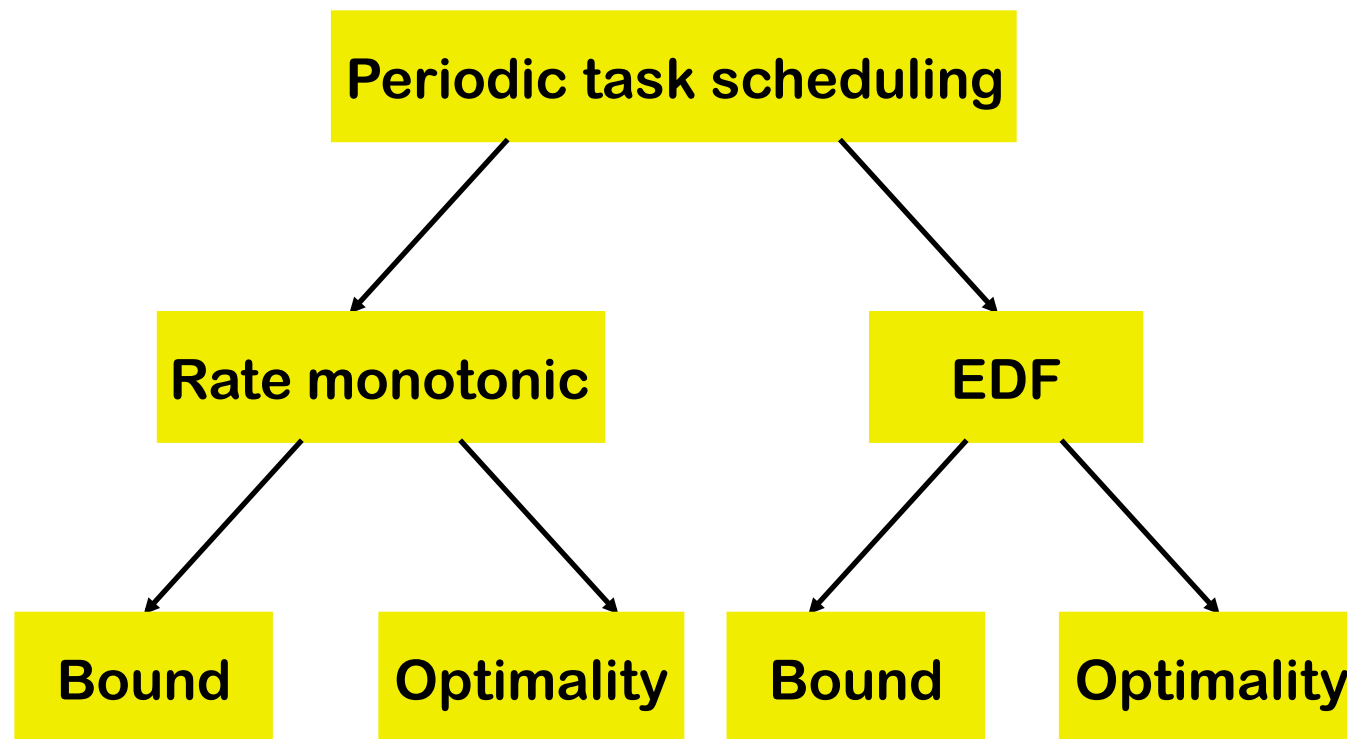 Periodic task scheduling
Rate monotonic
EDF
Bound
Optimality
Bound
Optimality